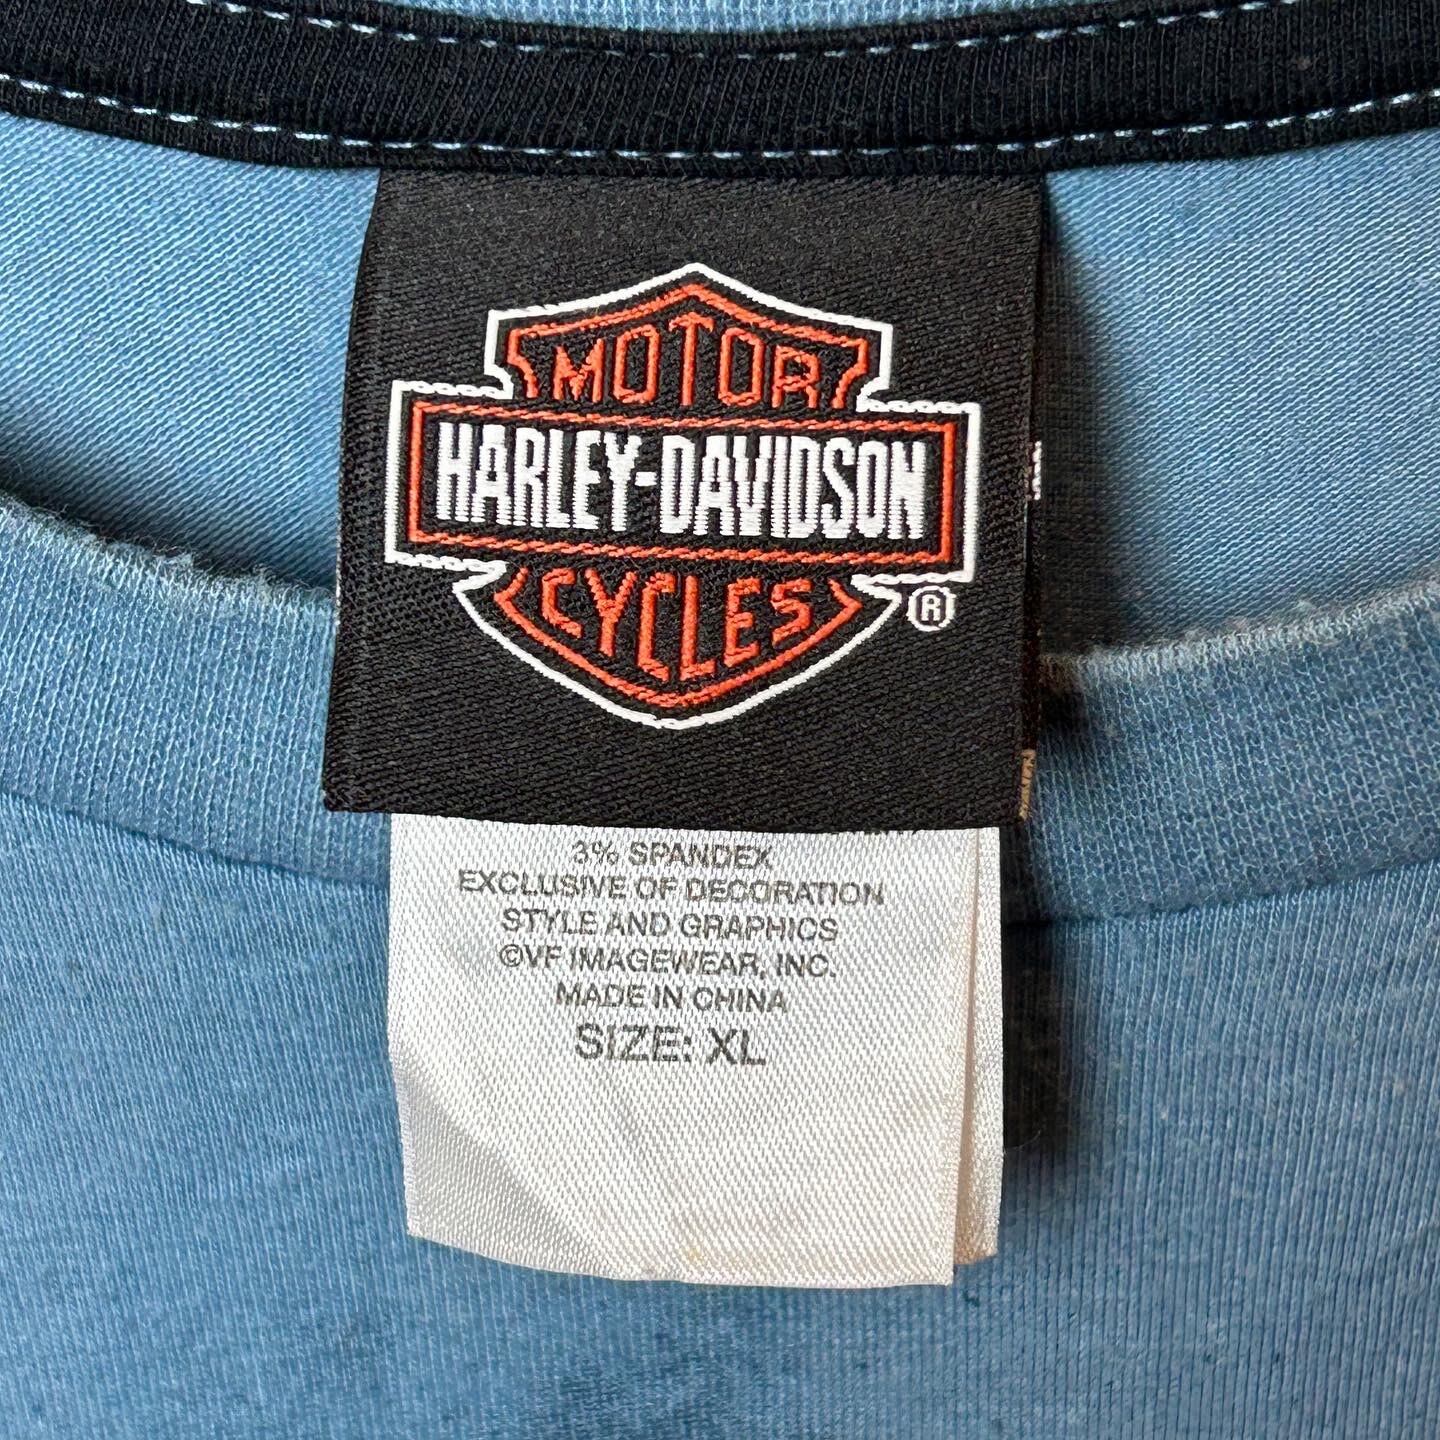 MOTOR
HARLEY-DAVIDSON
CYCLES
®
3% SPANDEX
EXCLUSIVE OF DECORATION
STYLE AND GRAPHICS
©VF IMAGEWEAR, INC.
MADE IN CHINA
SIZE: XL